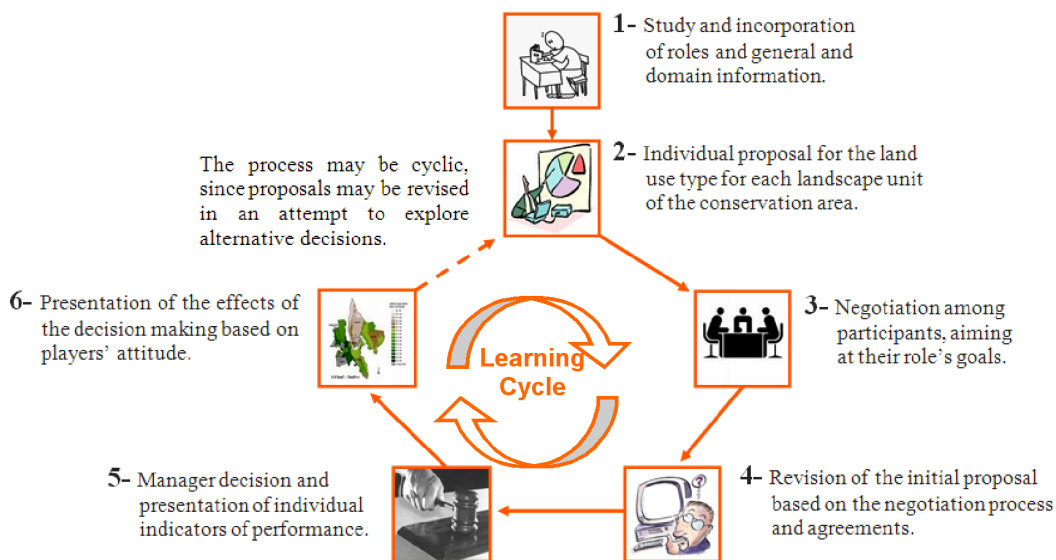 1- Study and incorporation
of roles and general and
domain information.
2- Individual proposal for the land
use type for each landscape unit
of the conservation area.
The process may be cyclic,
since proposals may be revised
in an attempt to explore
alternative decisions.
3- Negotiation among
participants, aiming
at their role's goals.
6- Presentation of the effects of
the decision making based on
players' attitude.
Learning
Cycle
4- Revision of the initial proposal
based on the negotiation process
and agreements.
5- Manager decision and
presentation of individual
indicators of performance.